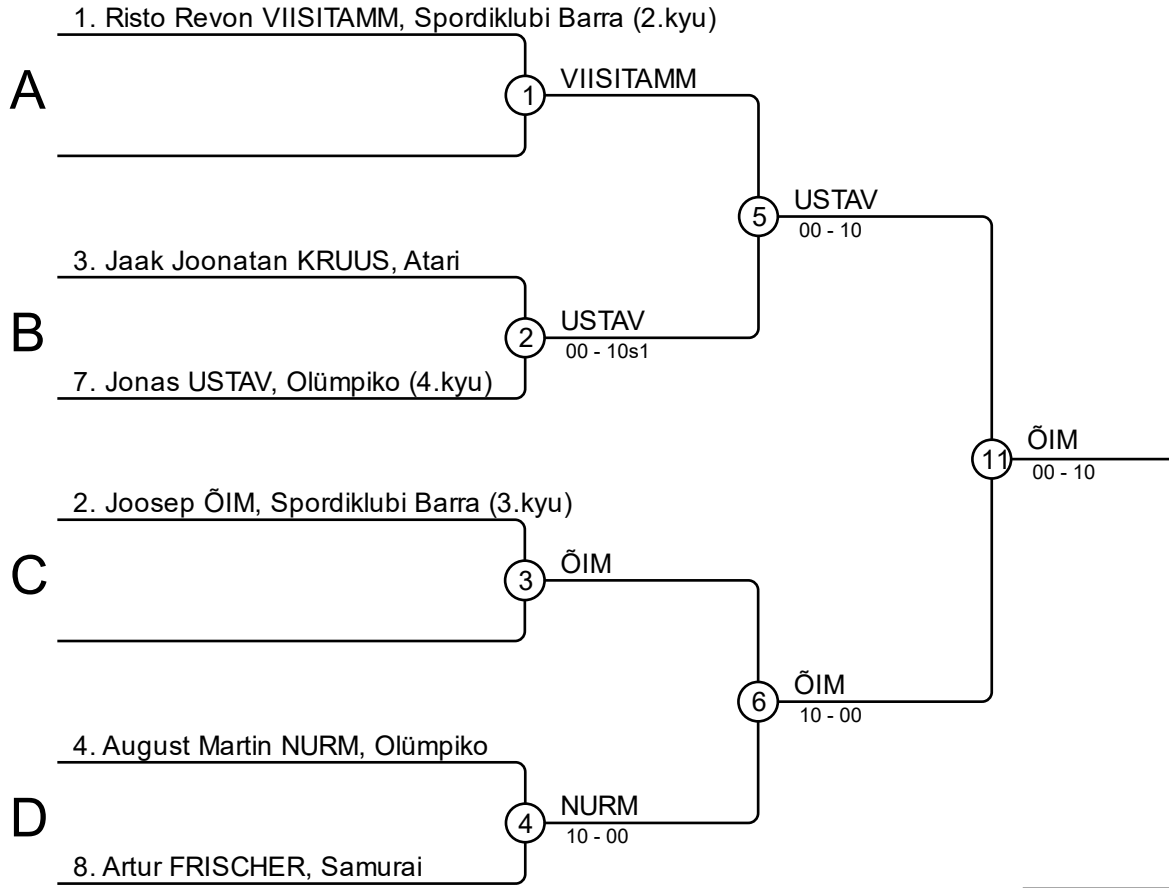 1. Risto Revon VIISITAMM, Spordiklubi Barra (2.kyu)
A
1
VIISITAMM
5
USTAV
00 - 10
3. Jaak Joonatan KRUUS, Atari
B
2
USTAV
00 - 10s1
7. Jonas USTAV, Olümpiko (4.kyu)
11
ÕIM
00 - 10
2. Joosep ÕIM, Spordiklubi Barra (3.kyu)
C
3
ÕIM
6
ÕIM
10 - 00
4. August Martin NURM, Olümpiko
D
4
NURM
10 - 00
8. Artur FRISCHER, Samurai